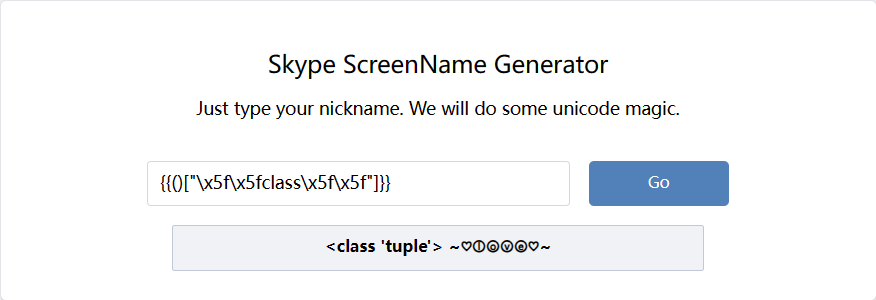 Skype ScreenName Generator
Just type your nickname. We will do some unicode magic.
{{()["\x5f\x5fclass\x5f\x5f"]}}
Go
<class 'tuple'> ~♡ⓛⓞⓥⓔ♡~